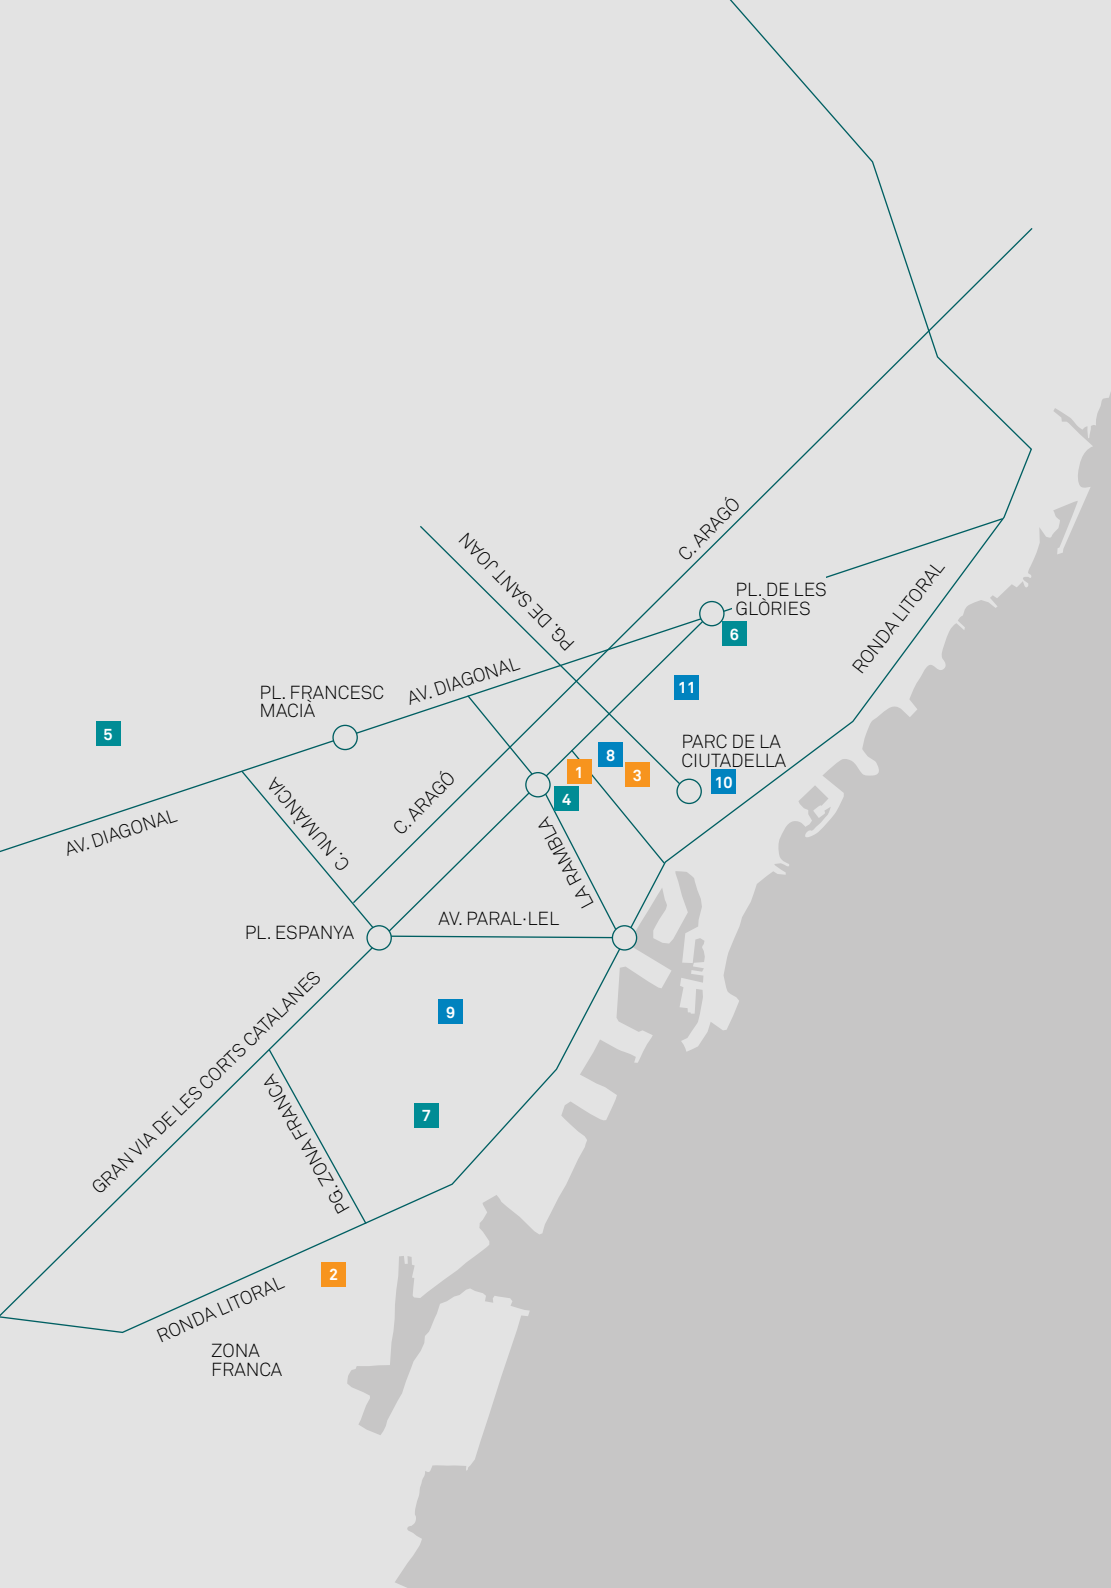 C. ARAGÓ
PG. DE SANT JOAN
PL. DE LES
GLÒRIES
RONDA LITORAL
6
AV. DIAGONAL
PL. FRANCESC
MACIÀ
11
5
PARC DE LA
CIUTADELLA
8
1
3
10
4
C. ARAGÓ
C. NUMÀNCIA
AV. DIAGONAL
LA RAMBLA
AV. PARAL·LEL
PL. ESPANYA
9
GRAN VIA DE LES CORTS CATALANES
7
PG. ZONA FRANCA
2
RONDA LITORAL
ZONA
FRANCA